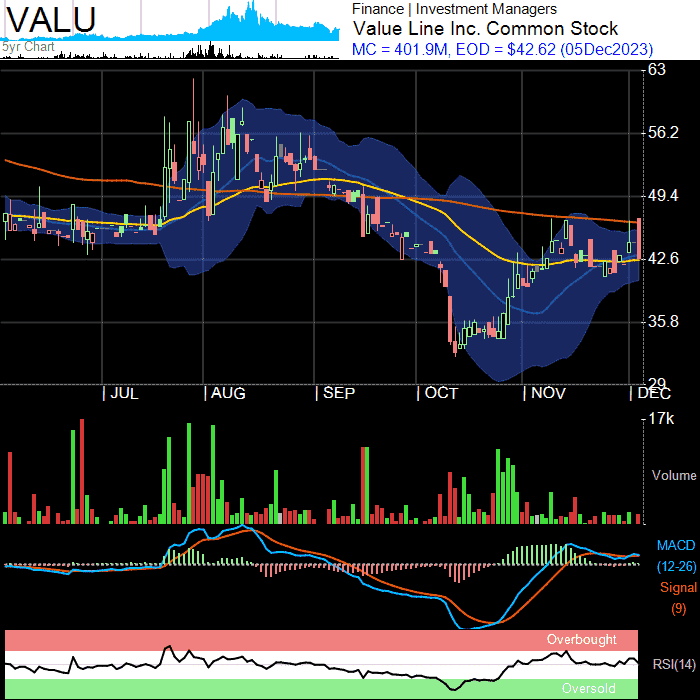 VALU
5yr Chart
Finance | Investment Managers
Value Line Inc. Common Stock
MC = 401.9M, EOD = $42.62 (05Dec2023)
63
56.2
49.4
42.6
35.8
29
JUL
AUG
SEP
OCT
NOV
DEC
17k
Volume
MACD
(12-26)
Signal
(9)
Overbought
RSI(14)
Oversold